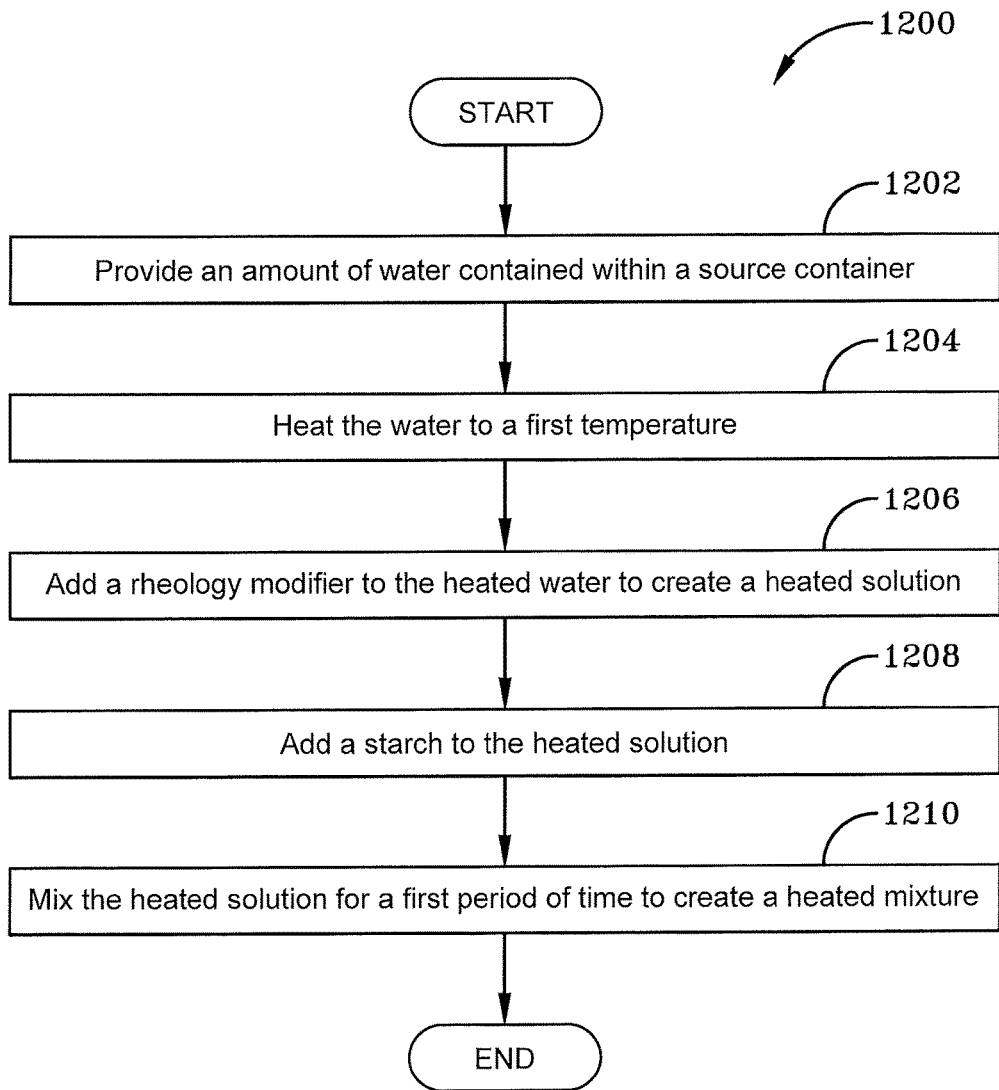 1200
START
1202
Provide an amount of water contained within a source container
1204
Heat the water to a first temperature
1206
Add a rheology modifier to the heated water to create a heated solution
1208
Add a starch to the heated solution
1210
Mix the heated solution for a first period of time to create a heated mixture
END